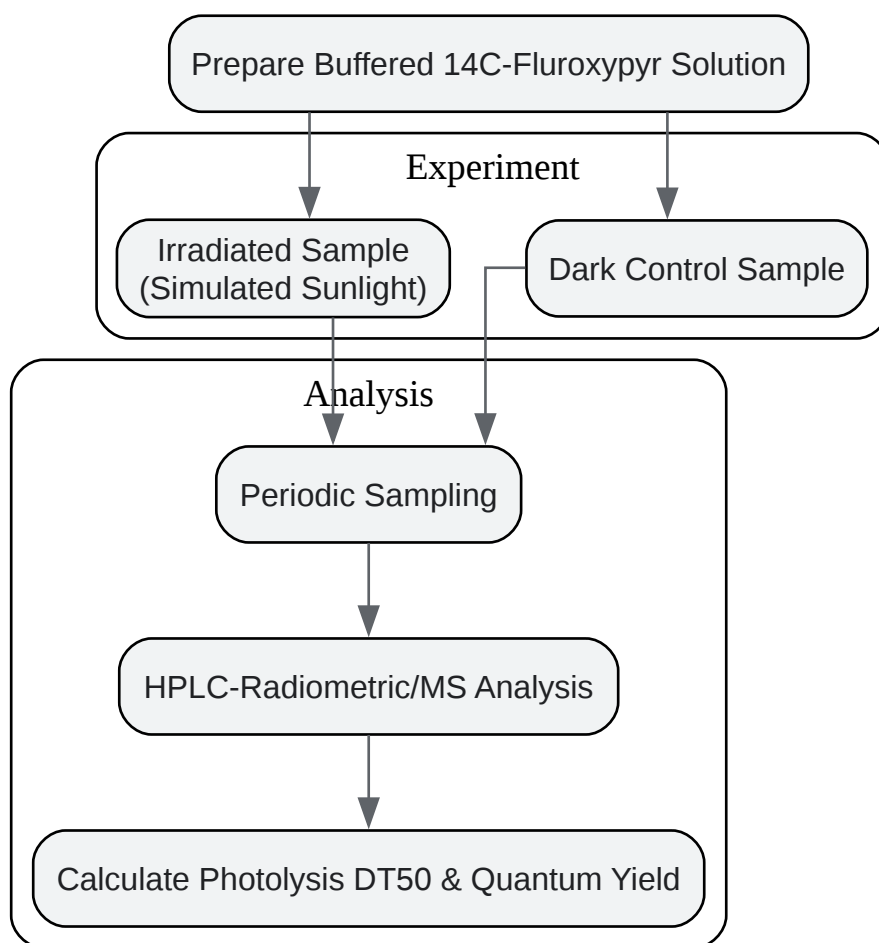 Prepare Buffered 14C-Fluroxypyr Solution
Experiment
Irradiated Sample
(Simulated Sunlight)
Dark Control Sample
Analysis
Periodic Sampling
HPLC-Radiometric/MS Analysis
Calculate Photolysis DT50 & Quantum Yield